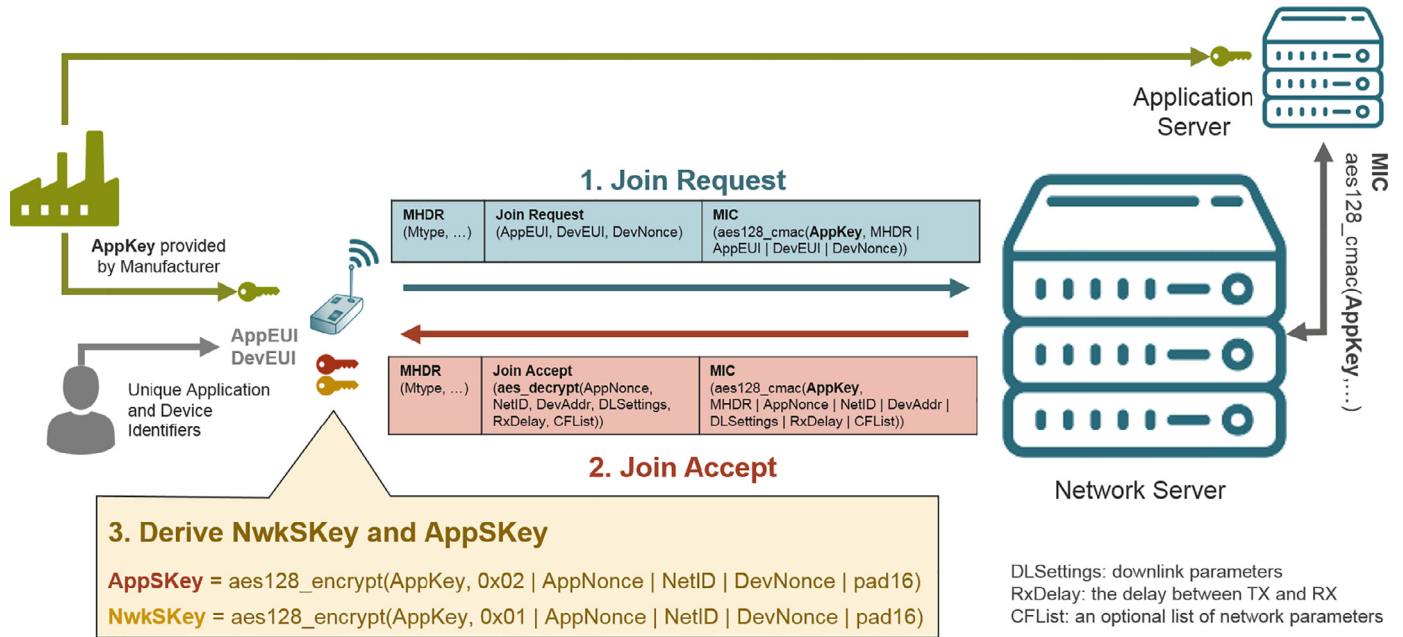 Application
Server
MIC
aes128_cmac(AppKey,…)
1. Join Request
MHDR
(Mtype, …)
Join Request
(AppEUI, DevEUI, DevNonce)
MIC
(aes128_cmac(AppKey, MHDR |
AppEUI | DevEUI | DevNonce))
AppKey provided
by Manufacturer
AppEUI
DevEUI
Unique Application
and Device
Identifiers
MHDR
(Mtype, …)
Join Accept
(aes_decrypt(AppNonce,
NetID, DevAddr, DLSettings,
RxDelay, CFList))
MIC
(aes128_cmac(AppKey,
MHDR | AppNonce | NetID | DevAddr |
DLSettings | RxDelay | CFList))
2. Join Accept
Network Server
3. Derive NwkSKey and AppSKey
AppSKey = aes128_encrypt(AppKey, 0x02 | AppNonce | NetID | DevNonce | pad16)
NwkSKey = aes128_encrypt(AppKey, 0x01 | AppNonce | NetID | DevNonce | pad16)
DLSettings: downlink parameters
RxDelay: the delay between TX and RX
CFList: an optional list of network parameters